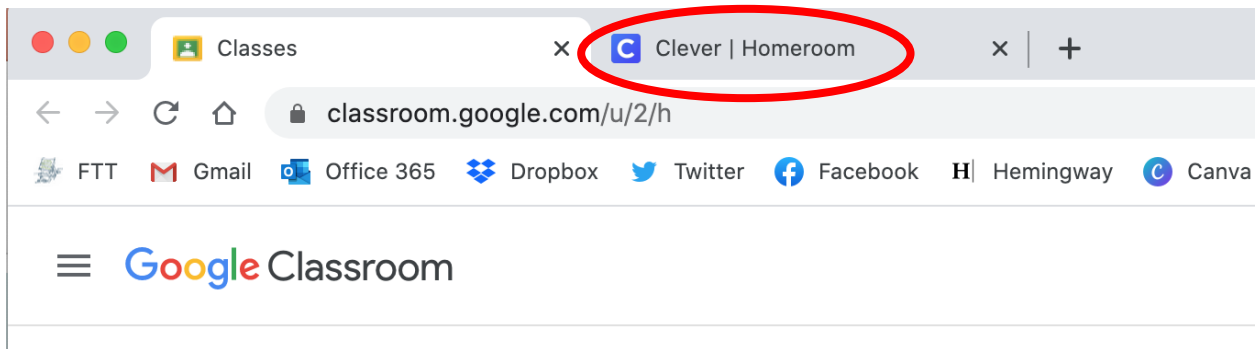 Classes Clever | Homeroom
classroom.google.com/u/2/h
FTT Gmail Office 365 Dropbox Twitter Facebook H Hemingway Canva
Google Classroom